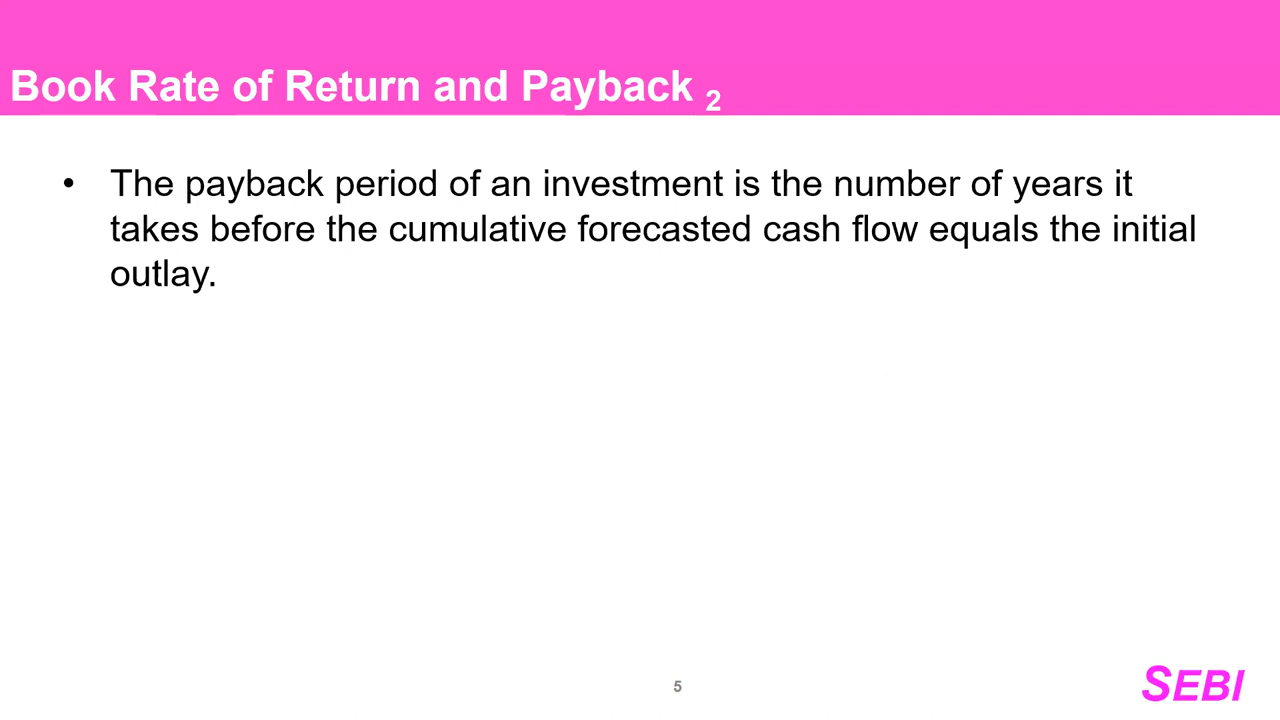 Book Rate of Return and Payback 2
• The payback period of an investment is the number of years it
takes before the cumulative forecasted cash flow equals the initial
outlay.
5
SEBI